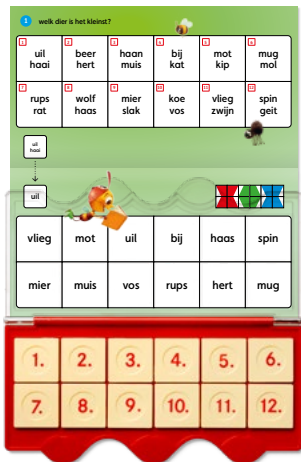 1 welk dier is het kleinst?
1 2 3 4 5 6
uil beer haan bij mot mug
haai hert muis kat kip mol
7 8 9 10 11 12
rups wolf mier koe vlieg spin
rat haas slak vos zwijn geit
uil
haai
uil
vlieg mot uil bij haas spin
mier muis vos rups hert mug
1. 2. 3. 4. 5. 6.
7. 8. 9. 10. 11. 12.